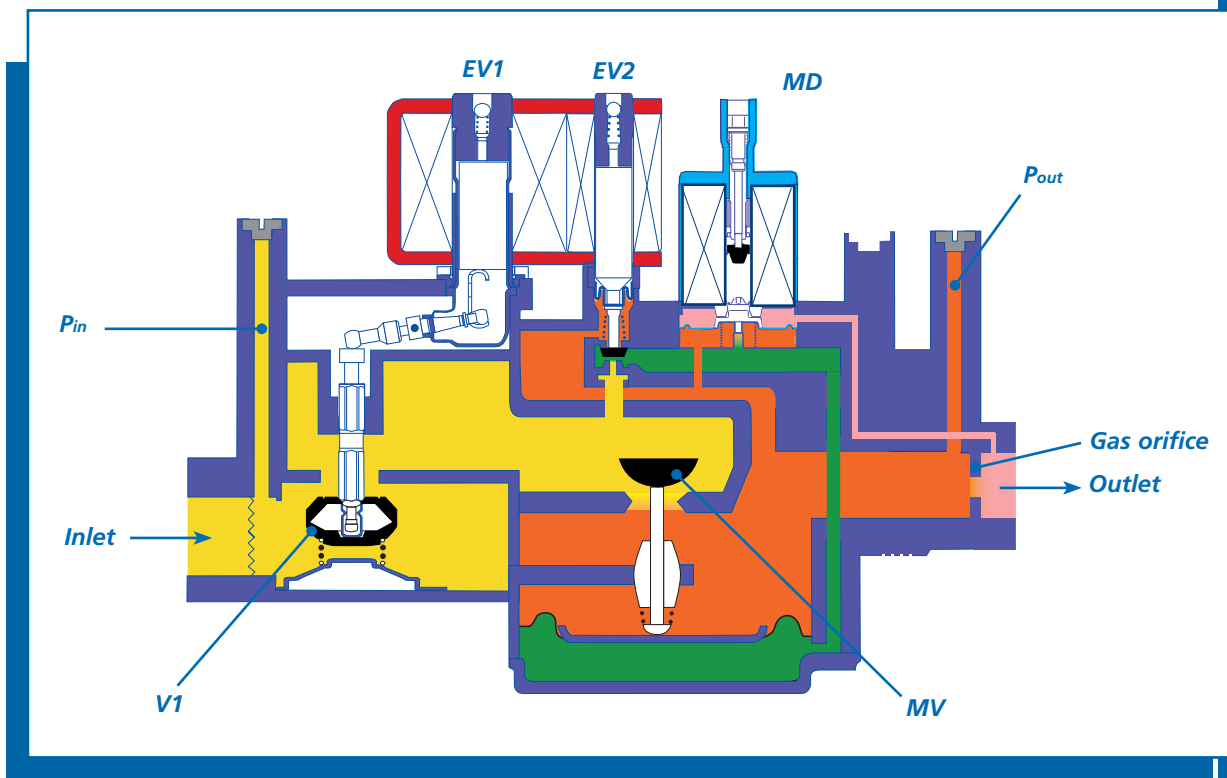 EV1
EV2
MD
Pout
Pin
Gas orifice
Outlet
Inlet
V1
MV